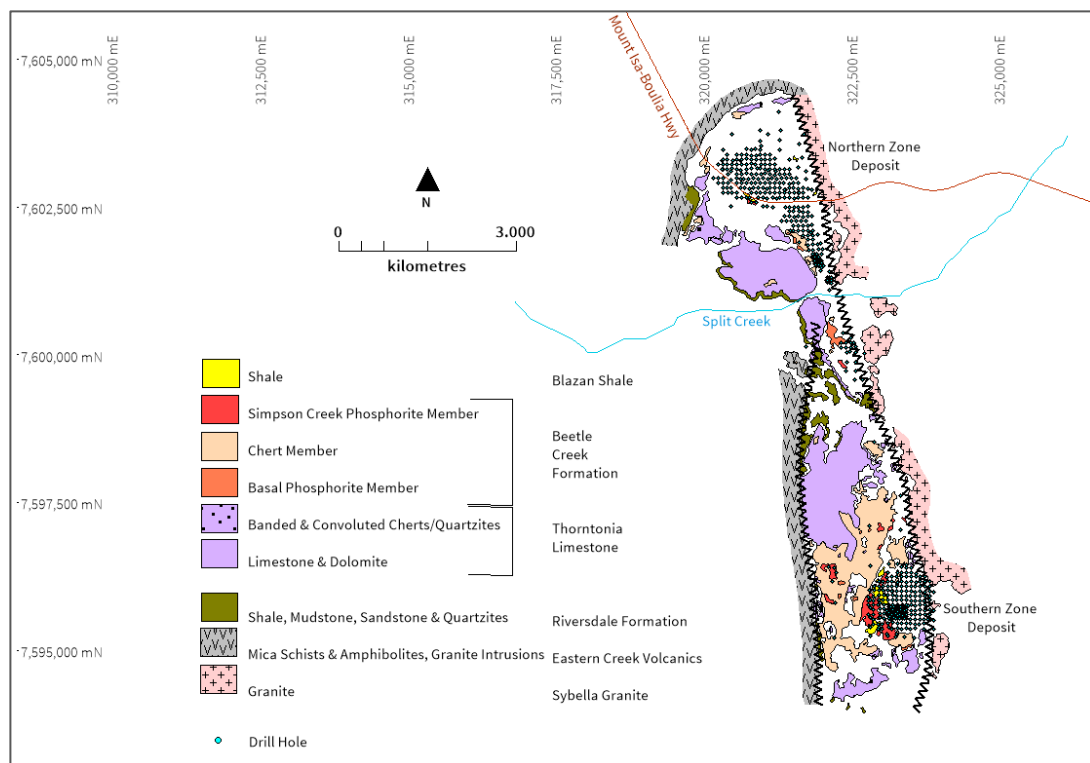 310,000 mE
312,500 mE
315,000 mE
317,500 mE
320,000 mE
322,500 mE
325,000 mE
7,605,000 mN
7,602,500 mN
7,600,000 mN
7,597,500 mN
7,595,000 mN
Mount Isa-Boulia Hwy
Northern Zone
Deposit
N
0
3.000
kilometres
Split Creek
Shale
Blazan Shale
Simpson Creek Phosphorite Member
Chert Member
Basal Phosphorite Member
Beetle
Creek
Formation
Banded & Convoluted Cherts/Quartzites
Limestone & Dolomite
Thorntonia
Limestone
Shale, Mudstone, Sandstone & Quartzites
Riversdale Formation
Mica Schists & Amphibolites, Granite Intrusions
Eastern Creek Volcanics
Granite
Sybella Granite
Drill Hole
Southern Zone
Deposit